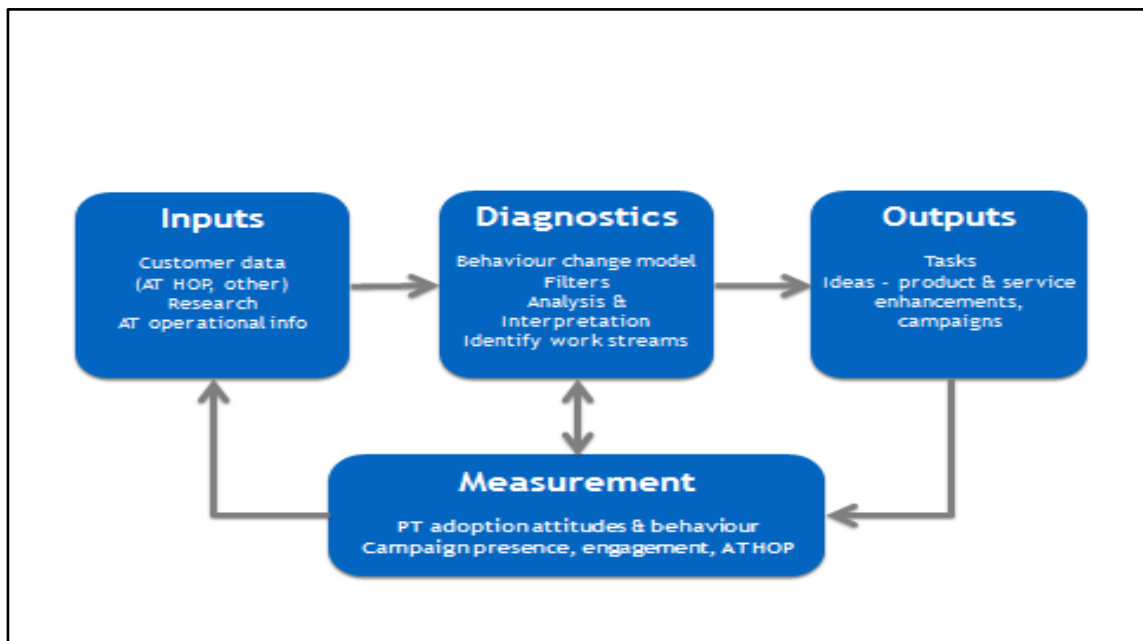 Inputs
Customer data
(AT HOP, other)
Research
AT operational info
Diagnostics
Behaviour change model
Filters
Analysis &
Interpretation
Identify work streams
Outputs
Tasks
Ideas - product & service
enhancements,
campaigns
Measurement
PT adoption attitudes & behaviour
Campaign presence, engagement, AT HOP